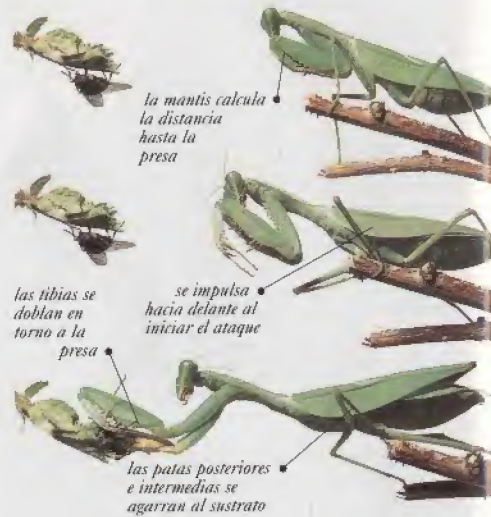 la mantis calcula
la distancia
hasta la
presa
se impulsa
hacia delante al
iniciar el ataque
las tibias se
doblan en
torno a la
presa
las patas posteriores
e intermedias se
agarran al sustrato